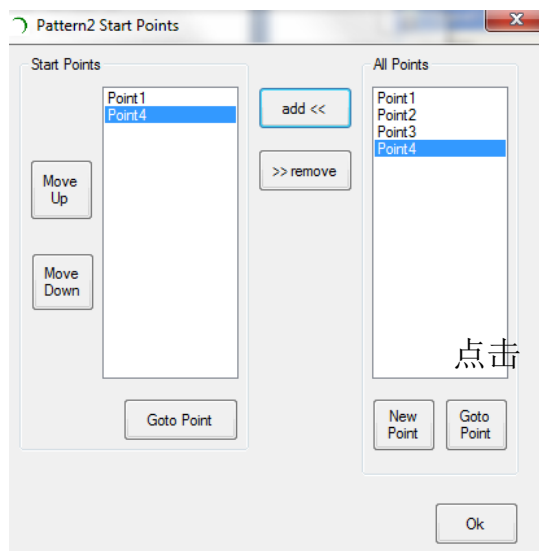 Pattern2 Start Points
Start Points
All Points
Point1
Point4
add <<
>> remove
Move
Up
Move
Down
Goto Point
Point1
Point2
Point3
Point4
点击
New
Point
Goto
Point
Ok